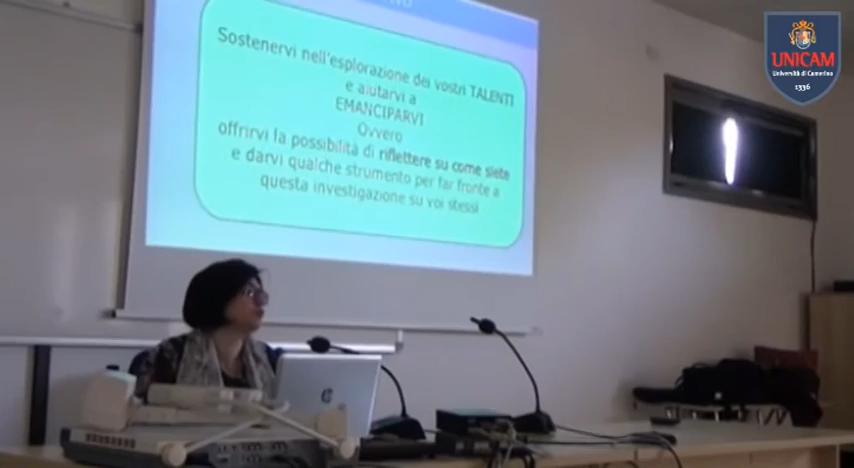 Sostenervi nell'esplorazione dei vostri TALENTI
e aiutarvi a
EMANCIPARVI
Ovvero
offrirvi la possibilità di riflettere su come siete
e darvi qualche strumento per far fronte a
questa investigazione su voi stessi
UNICAM
Università di Camerino
1336